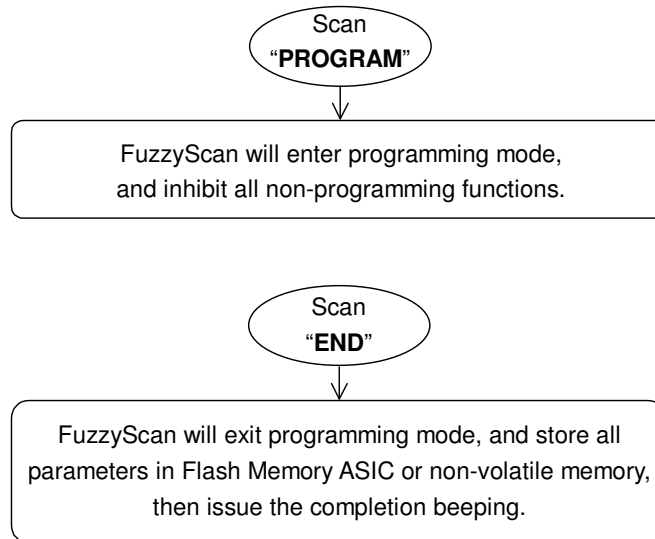 Scan
“PROGRAM”
FuzzyScan will enter programming mode,
and inhibit all non-programming functions.
Scan
“END”
FuzzyScan will exit programming mode, and store all
parameters in Flash Memory ASIC or non-volatile memory,
then issue the completion beeping.